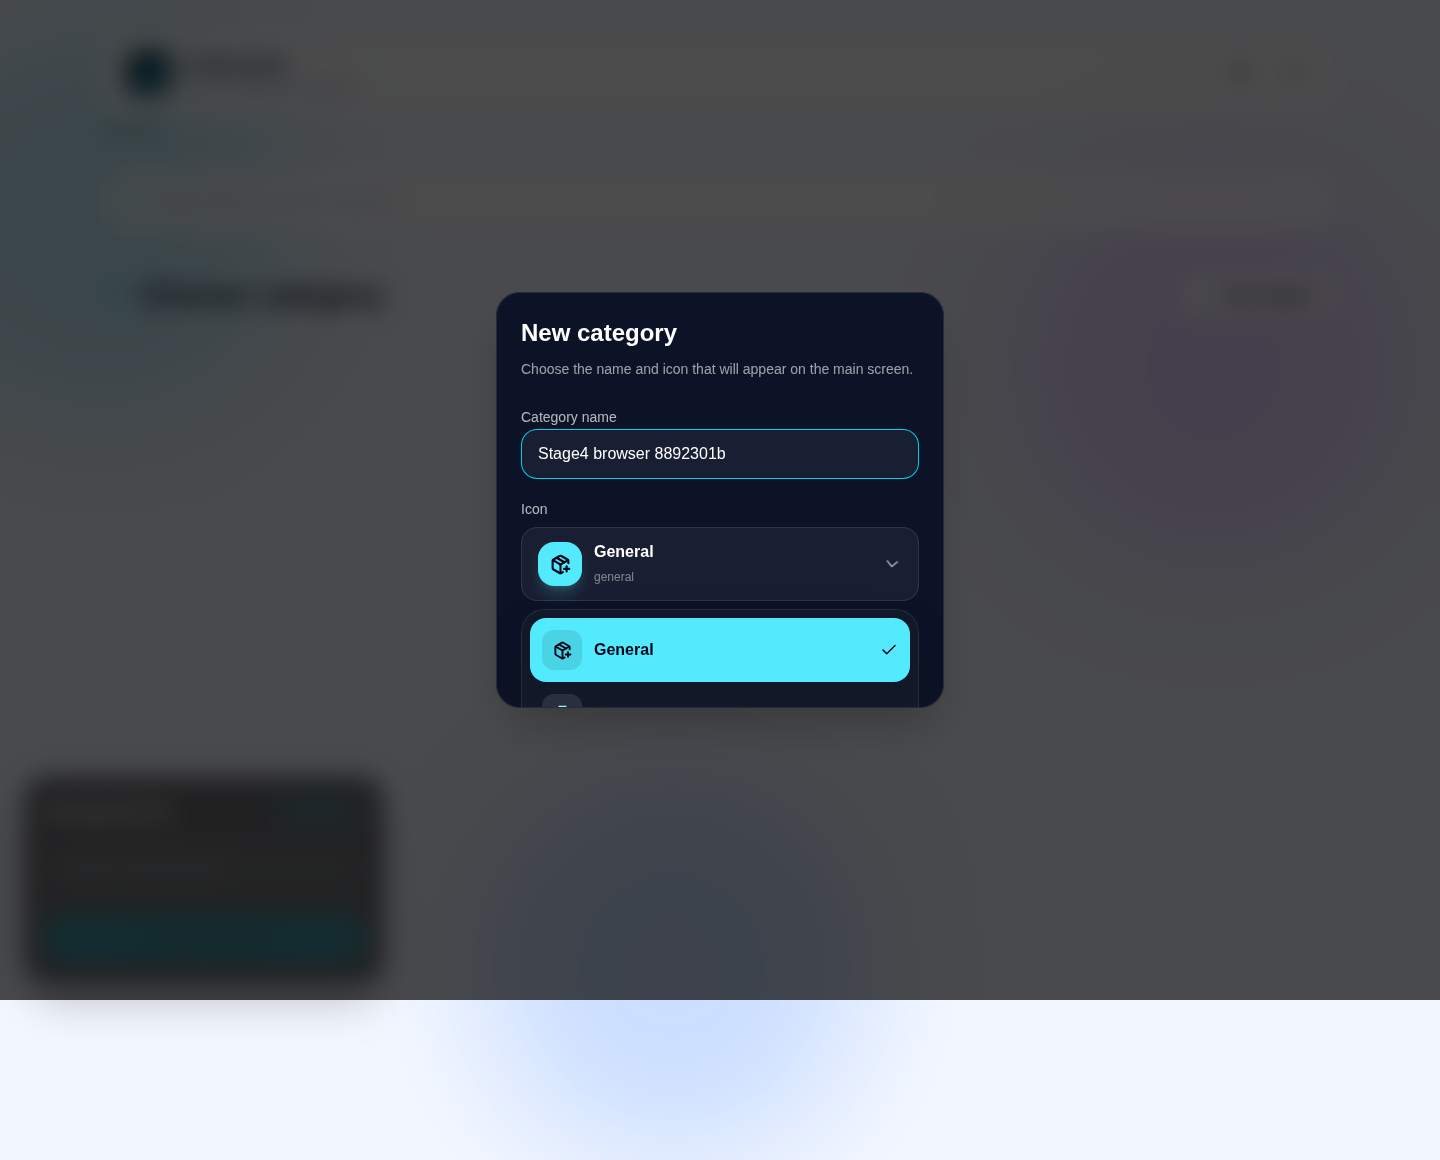 New category
Choose the name and icon that will appear on the main screen.
Category name
Stage4 browser 8892301b
Icon
General
general
General